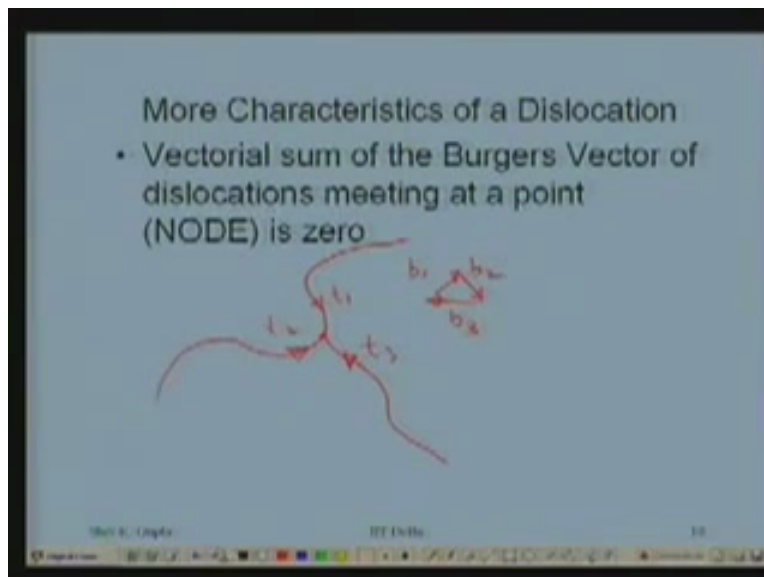 More Characteristics of a Dislocation
• Vectorial sum of the Burgers Vector of
dislocations meeting at a point
(NODE) is zero
b1 b2
t1
b3
t2
t3
IIT Delhi